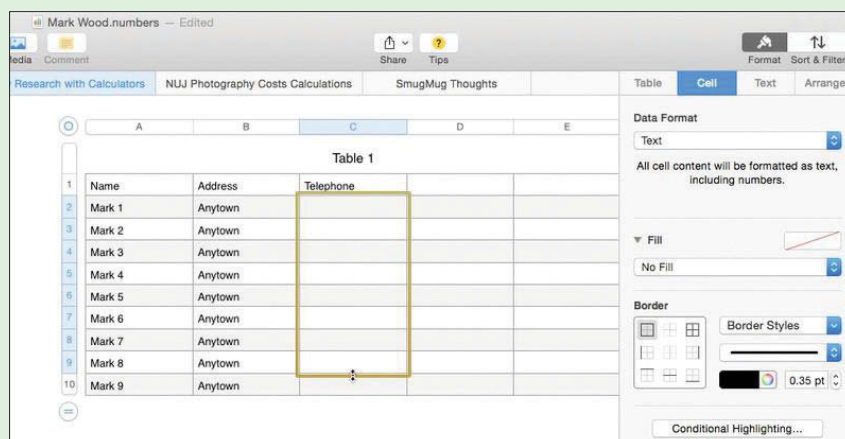 Mark Wood.numbers — Edited
Media Comment Share Tips Format Sort & Filter
Research with Calculators NUJ Photography Costs Calculations SmugMug Thoughts Table Cell Text Arrange
A B C D E
Table 1
1 Name Address Telephone
2 Mark 1 Anytown
3 Mark 2 Anytown
4 Mark 3 Anytown
5 Mark 4 Anytown
6 Mark 5 Anytown
7 Mark 6 Anytown
8 Mark 7 Anytown
9 Mark 8 Anytown
10 Mark 9 Anytown
Data Format
Text
All cell content will be formatted as text,
including numbers.
Fill
No Fill
Border
Border Styles
0.35 pt
Conditional Highlighting...